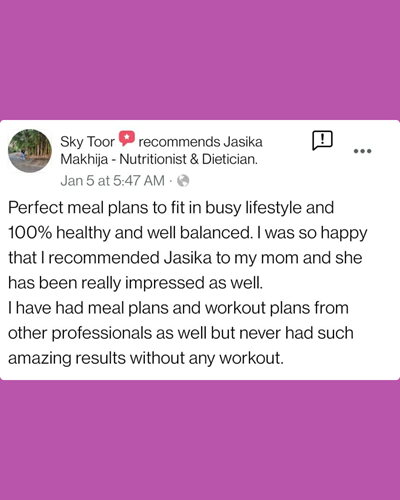 Sky Toor recommends Jasika
Makhija - Nutritionist & Dietician.
Jan 5 at 5:47 AM ·
Perfect meal plans to fit in busy lifestyle and
100% healthy and well balanced. I was so happy
that I recommended Jasika to my mom and she
has been really impressed as well.
I have had meal plans and workout plans from
other professionals as well but never had such
amazing results without any workout.